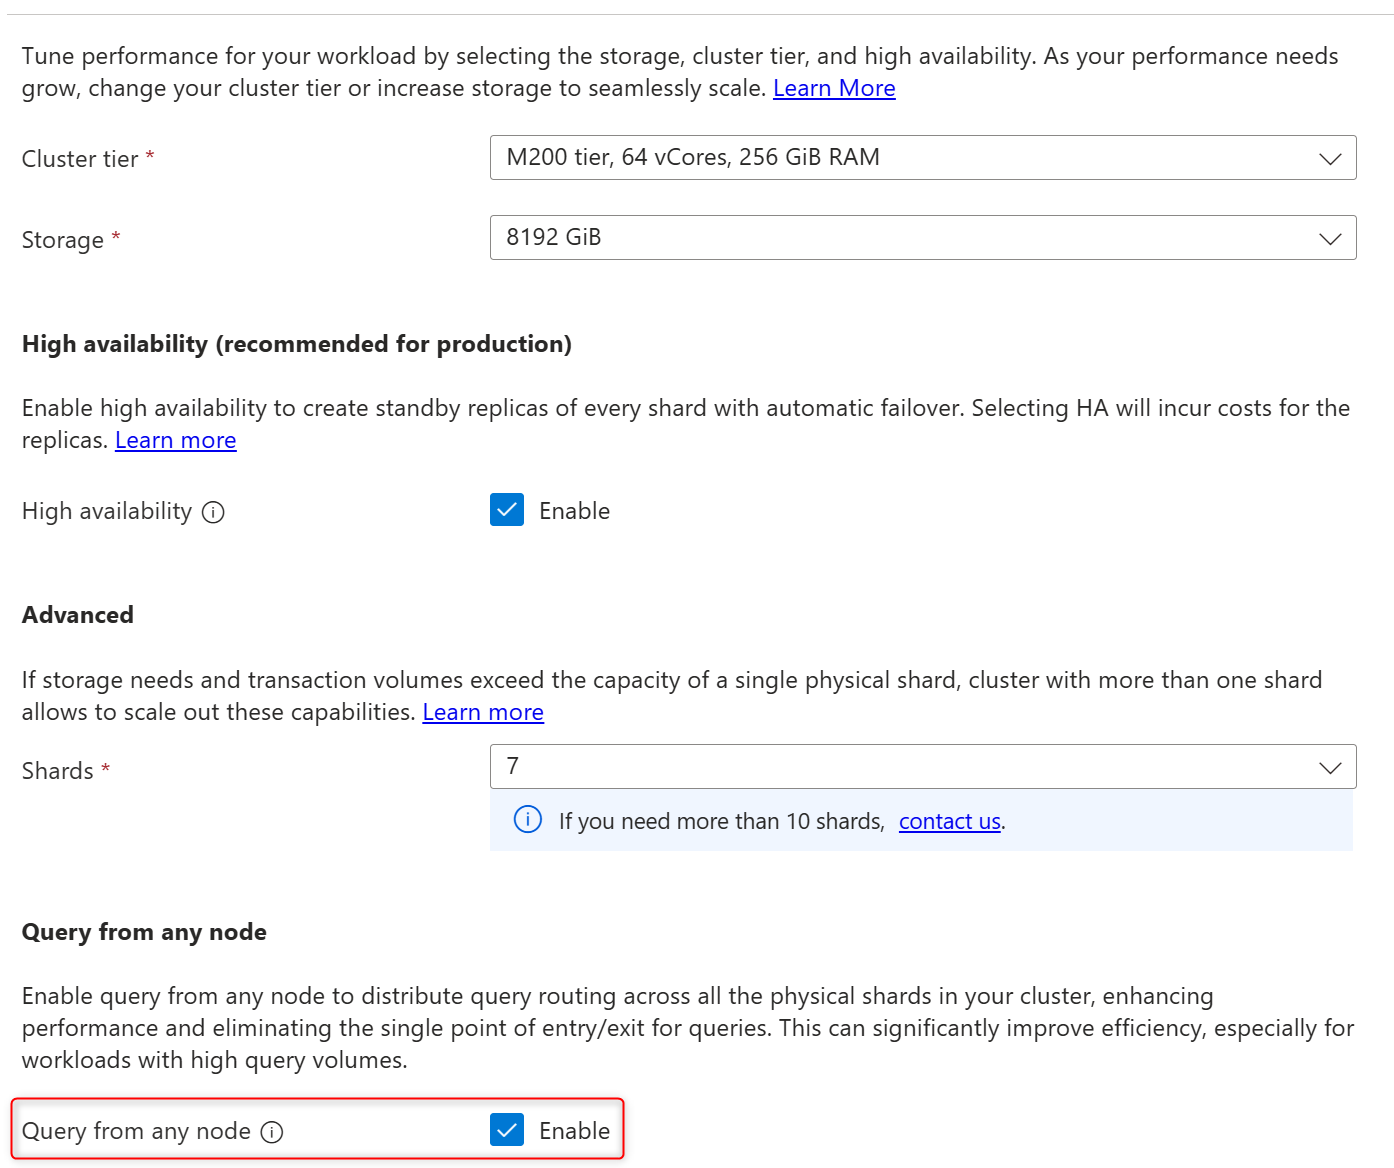 Tune performance for your workload by selecting the storage, cluster tier, and high availability. As your performance needs
grow, change your cluster tier or increase storage to seamlessly scale. Learn More
Cluster tier *
M200 tier, 64 vCores, 256 GiB RAM
Storage *
8192 GiB
High availability (recommended for production)
Enable high availability to create standby replicas of every shard with automatic failover. Selecting HA will incur costs for the
replicas. Learn more
High availability
Enable
Advanced
If storage needs and transaction volumes exceed the capacity of a single physical shard, cluster with more than one shard
allows to scale out these capabilities. Learn more
Shards *
7
If you need more than 10 shards, contact us.
Query from any node
Enable query from any node to distribute query routing across all the physical shards in your cluster, enhancing
performance and eliminating the single point of entry/exit for queries. This can significantly improve efficiency, especially for
workloads with high query volumes.
Query from any node
Enable